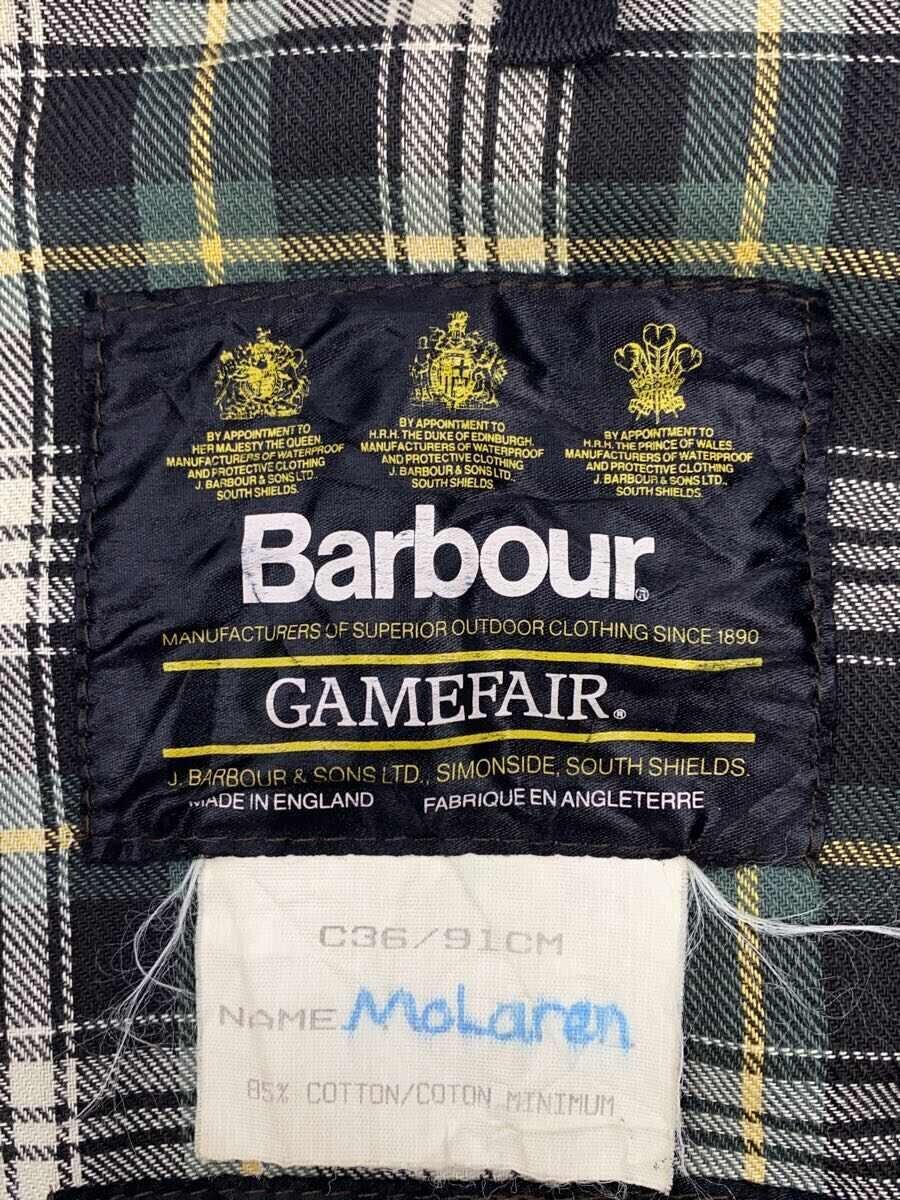 BY APPOINTMENT TO
HER MAJESTY THE QUEEN
MANUFACTURERS OF WATERPROOF
AND PROTECTIVE CLOTHING
J. BARBOUR & SONS LTD.,
SOUTH SHIELDS.
BY APPOINTMENT TO
H.R.H. THE DUKE OF EDINBURGH.
MANUFACTURERS OF WATERPROOF
AND PROTECTIVE CLOTHING
J. BARBOUR & SONS LTD.,
SOUTH SHIELDS.
BY APPOINTMENT TO
H.R.H. THE PRINCE OF WALES.
MANUFACTURERS OF WATERPROOF
AND PROTECTIVE CLOTHING
J. BARBOUR & SONS LTD.,
SOUTH SHIELDS.
Barbour®
MANUFACTURERS OF SUPERIOR OUTDOOR CLOTHING SINCE 1890
GAMEFAIR®
J. BARBOUR & SONS LTD., SIMONSIDE, SOUTH SHIELDS.
MADE IN ENGLAND FABRIQUE EN ANGLETERRE
C36/91CM
NAME McLaren
85% COTTON/COTON MINIMUM